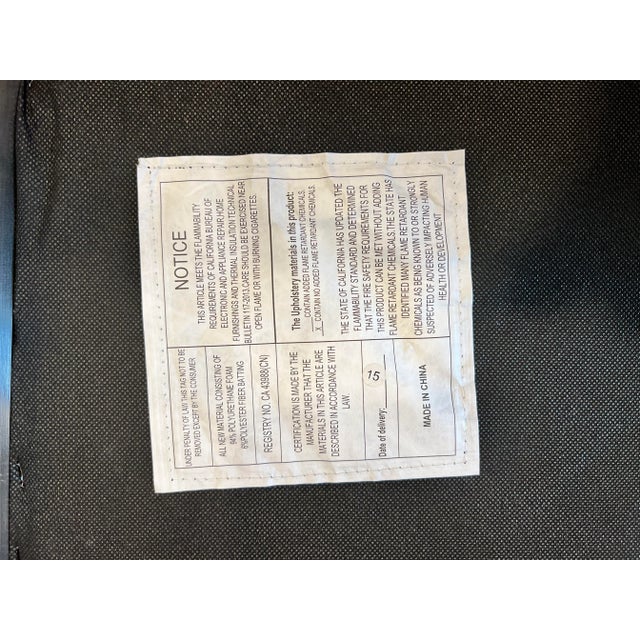 UNDER PENALTY OF LAW THIS TAG NOT TO BE
REMOVED EXCEPT BY THE CONSUMER
ALL NEW MATERIAL CONSISTING OF
94% POLYURETHANE FOAM
6%POLYESTER FIBER BATTING
REGISTRY NO. CA 43988(CN)
CERTIFICATION IS MADE BY THE
MANUFACTURER THAT THE
MATERIALS IN THIS ARTICLE ARE
DESCRIBED IN ACCORDANCE WITH
LAW
Date of delivery: 15
MADE IN CHINA
NOTICE
THIS ARTICLE MEETS THE FLAMMABILITY
REQUIREMENTS OF CALIFORNIA BUREAU OF
ELECTRONIC AND APPLIANCE REPAIR,HOME
FURNISHINGS AND THERMAL INSULATION TECHNICAL
BULLETIN 117-2013.CARE SHOULD BE EXERCISED NEAR
OPEN FLAME OR WITH BURNING CIGARETTES.
The Upholstary materials in this product:
__CONTAIN ADDED FLAME RETARDANT CHEMICALS.
X CONTAIN NO ADDED FLAME RETARDANT CHEMICALS.
THE STATE OF CALIFORNIA HAS UPDATED THE
FLAMMABILITY STANDARD AND DETERMINED
THAT THE FIRE SAFETY REQUIREMENTS FOR
THIS PRODUCT CAN BE MET WITHOUT ADDING
FLAME RETARDANT CHEMICALS.THE STATE HAS
IDENTIFIED MANY FLAME RETARDANT
CHEMICALS AS BEING KNOWN TO OR STRONGLY
SUSPECTED OF ADVERSELY IMPACTING HUMAN
HEALTH OR DEVELOPMENT